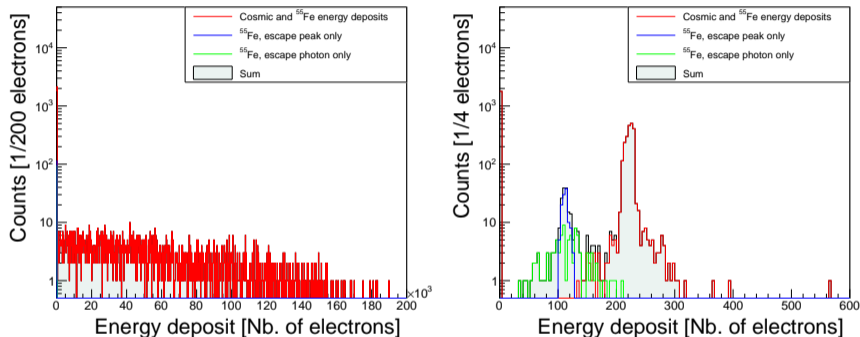 Counts [1/200 electrons]
10⁴
10³
10²
10
1
Cosmic and ⁵⁵Fe energy deposits
⁵⁵Fe, escape peak only
⁵⁵Fe, escape photon only
Sum
0 20 40 60 80 100 120 140 160 180 200
×10³
Energy deposit [Nb. of electrons]
Counts [1/4 electrons]
10⁴
10³
10²
10
1
Cosmic and ⁵⁵Fe energy deposits
⁵⁵Fe, escape peak only
⁵⁵Fe, escape photon only
Sum
0 100 200 300 400 500 600
Energy deposit [Nb. of electrons]